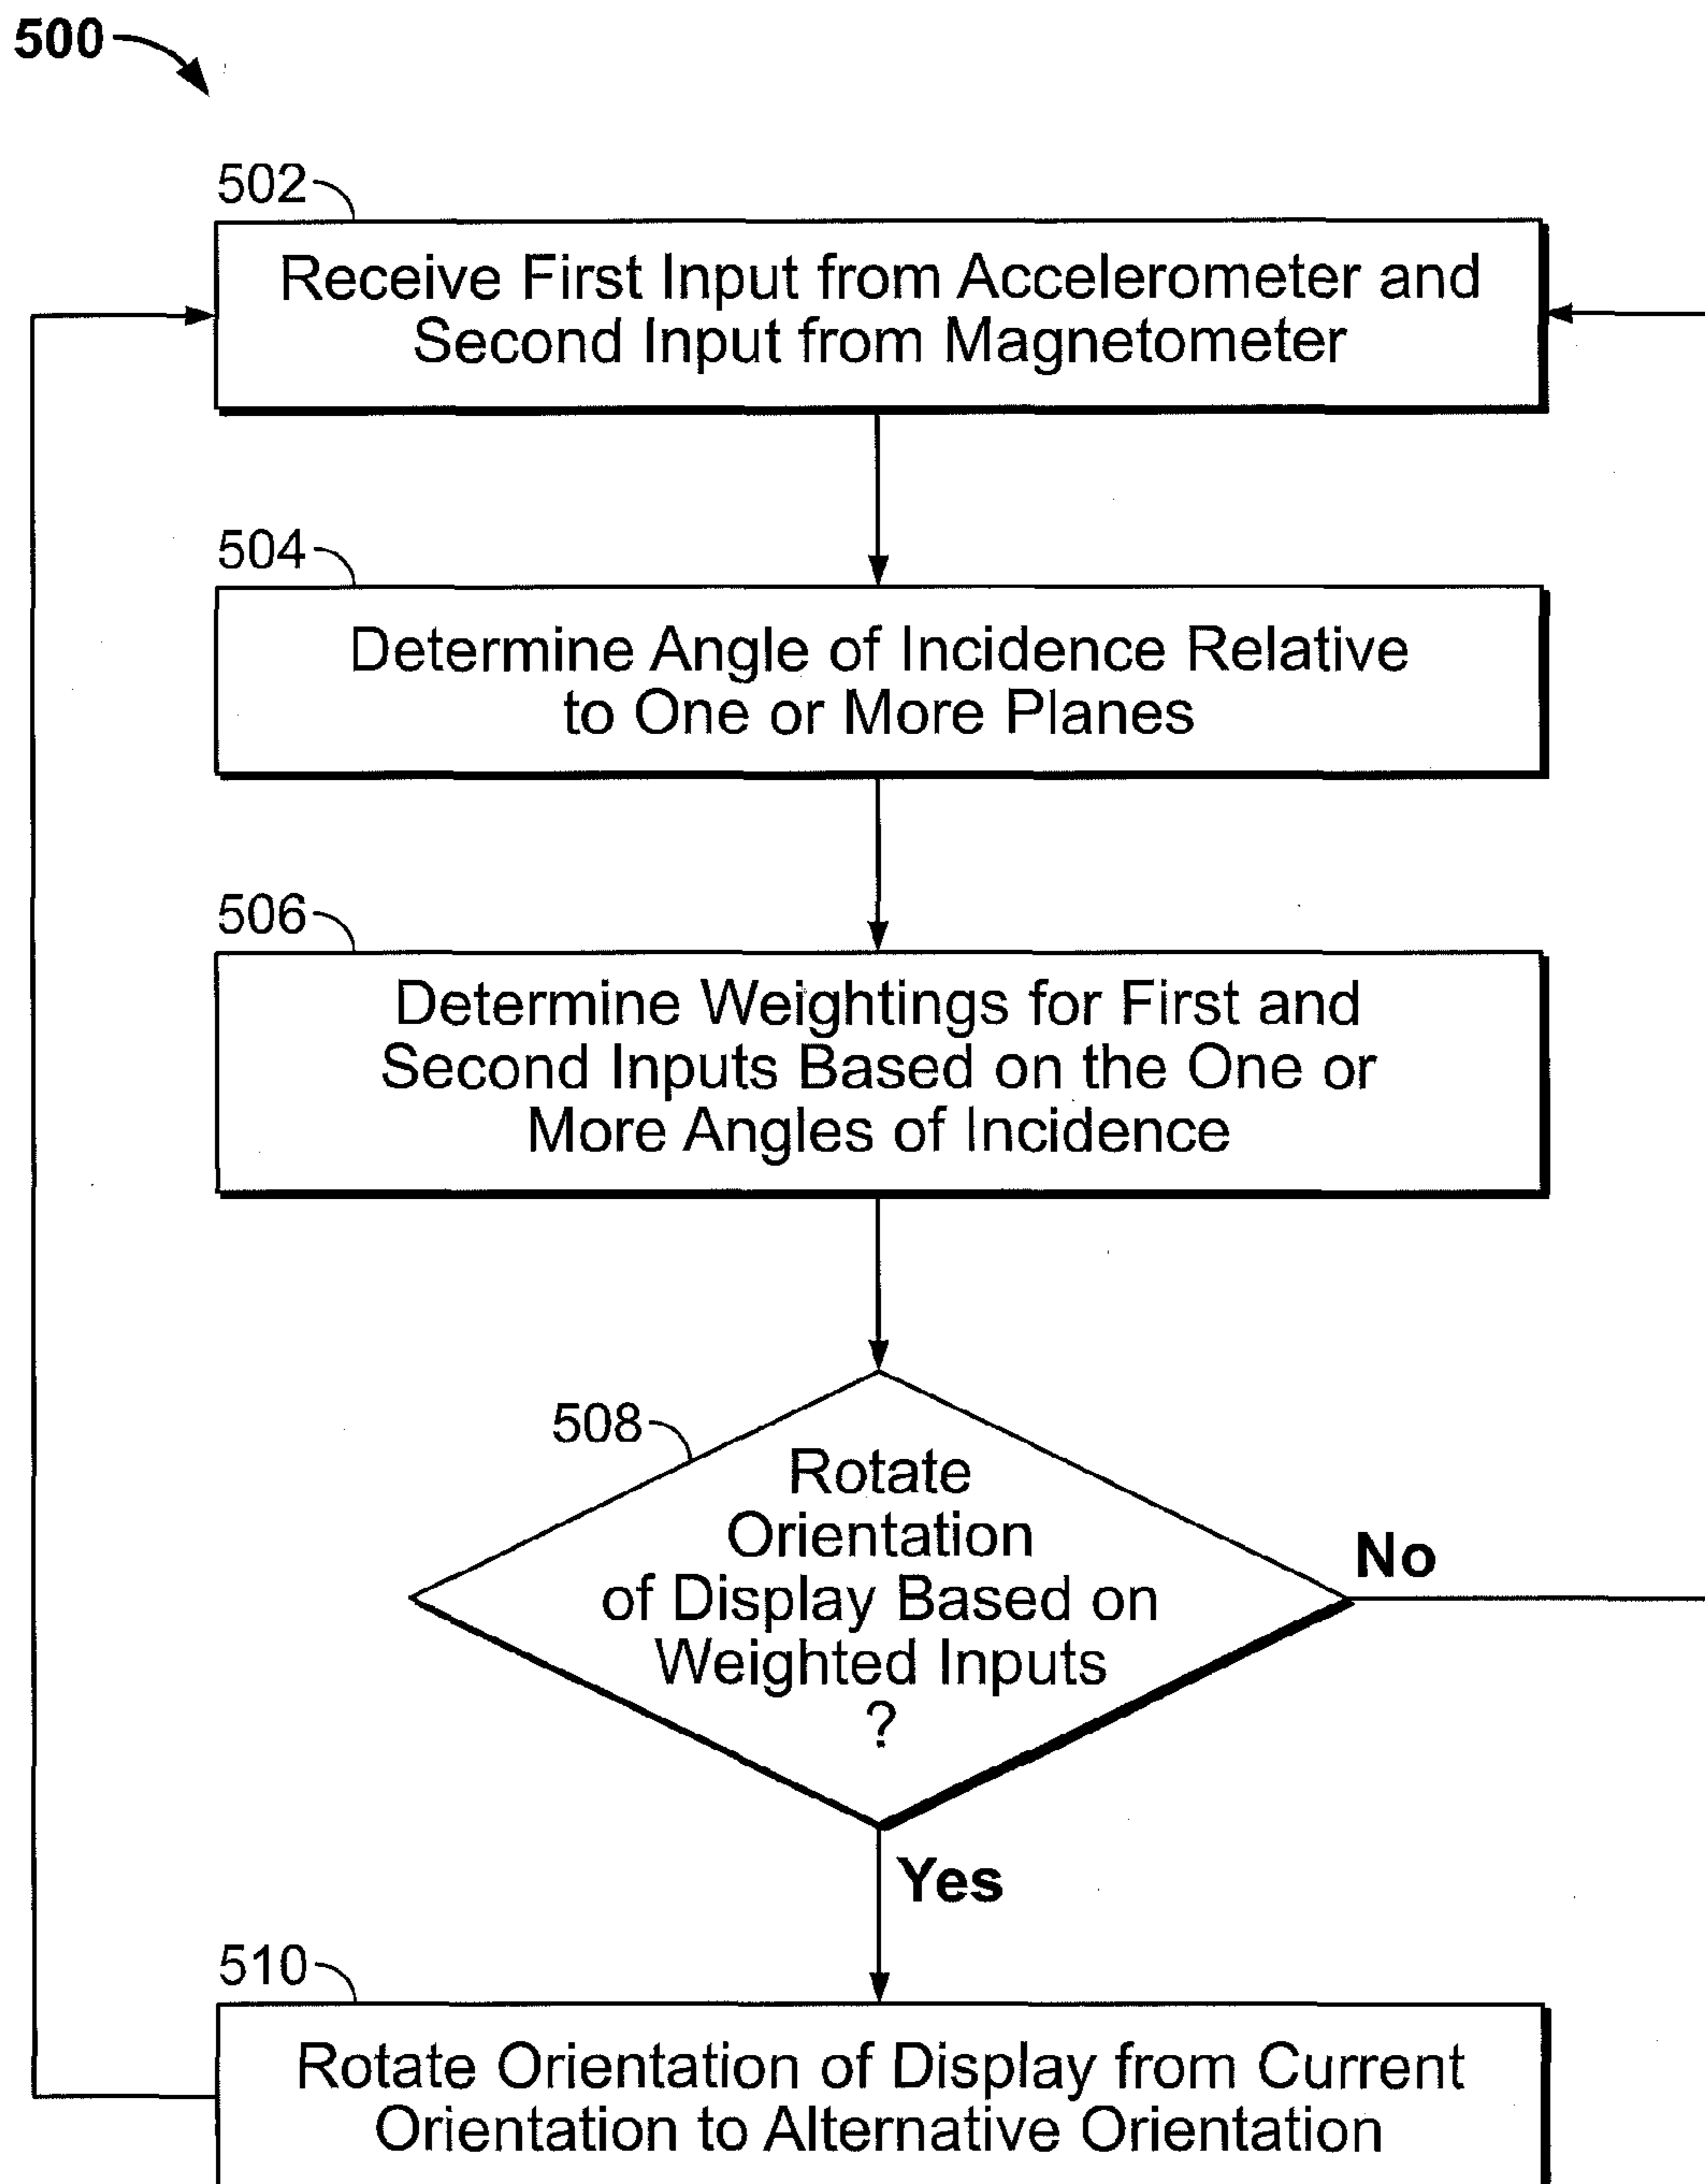 500
502
Receive First Input from Accelerometer and
Second Input from Magnetometer
504
Determine Angle of Incidence Relative
to One or More Planes
506
Determine Weightings for First and
Second Inputs Based on the One or
More Angles of Incidence
508
Rotate
Orientation
of Display Based on
Weighted Inputs
?
No
Yes
510
Rotate Orientation of Display from Current
Orientation to Alternative Orientation